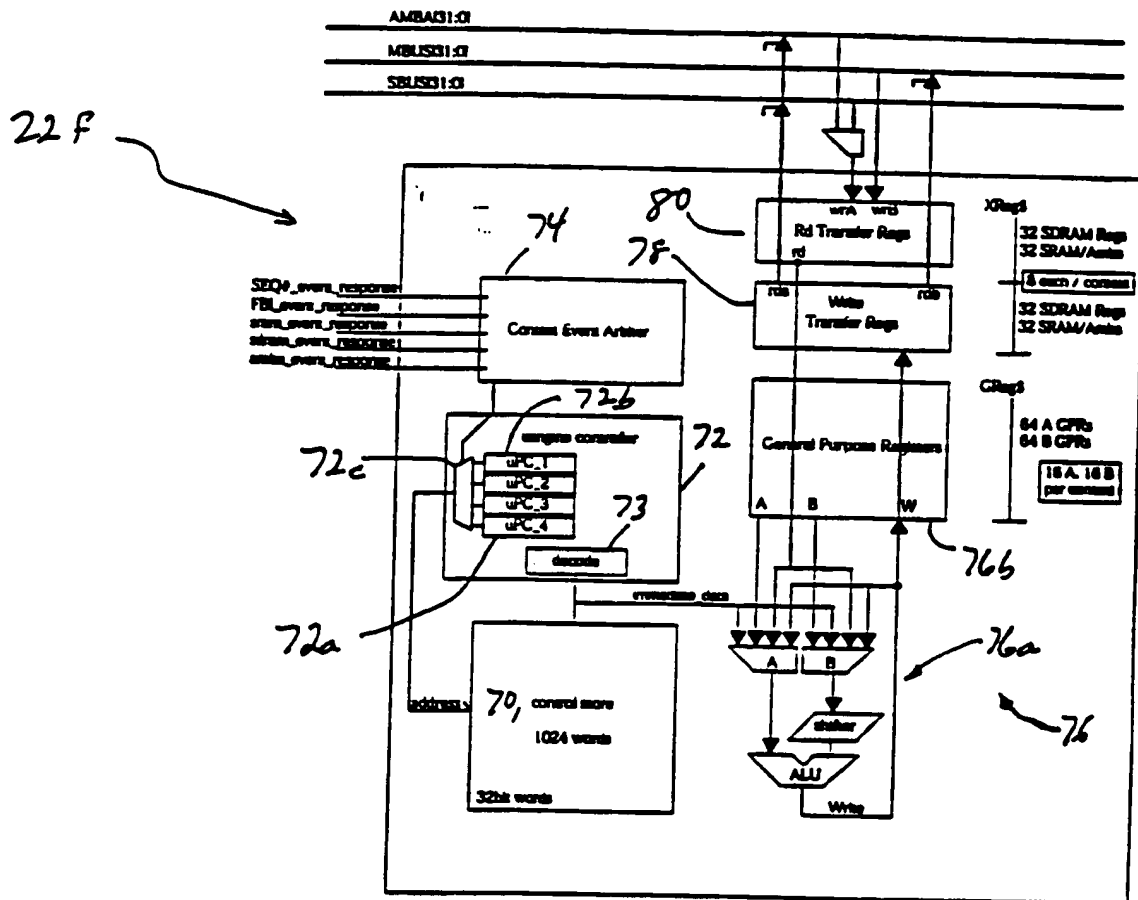 AMBA[31:0]
MBUS[31:0]
SBUS[31:0]
22f
80
wrA wrB
Rd Transfer Regs
rd
XRegs
32 SDRAM Regs
32 SRAM/Amba
8 each / context
32 SDRAM Regs
32 SRAM/Amba
74
78
SEQ#_event_response
FBI_event_response
sram_event_response
sdram_event_response
amba_event_response
Context Event Arbiter
Write
Transfer Regs
72b
72c
72
uPC_1
uPC_2
uPC_3
uPC_4
73
decode
72a
General Purpose Registers
A B W
GRegs
64 A GPRs
64 B GPRs
16 A, 16 B
per context
76b
immediate data
A B
76a
76
shifter
ALU
Write
address
70,
control store
1024 words
32bit words